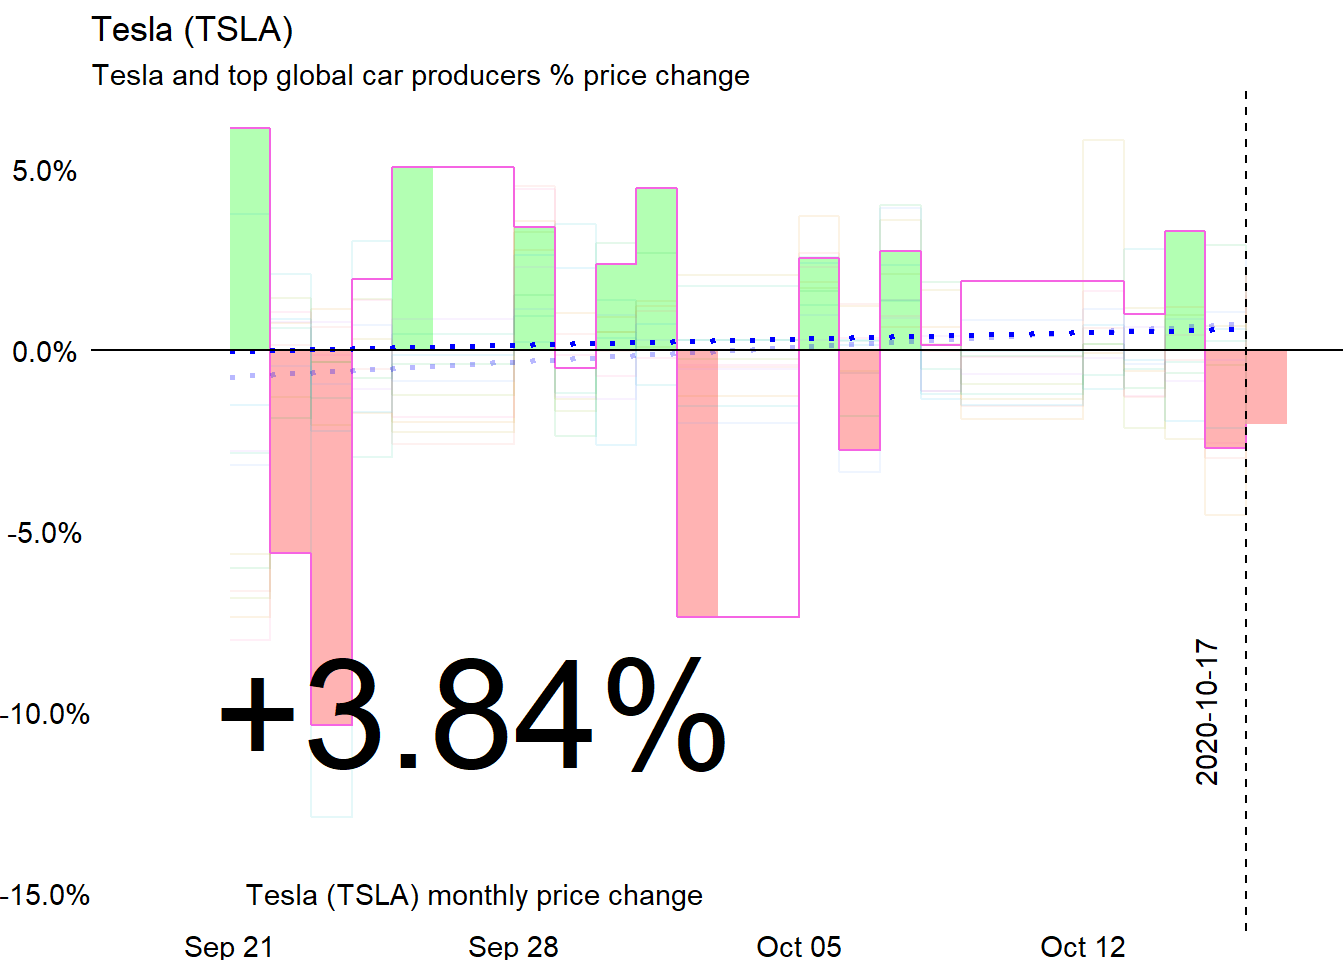 Tesla (TSLA)
Tesla and top global car producers % price change
5.0%
0.0%
-5.0%
-10.0%
-15.0%
+3.84%
2020-10-17
Tesla (TSLA) monthly price change
Sep 21
Sep 28
Oct 05
Oct 12